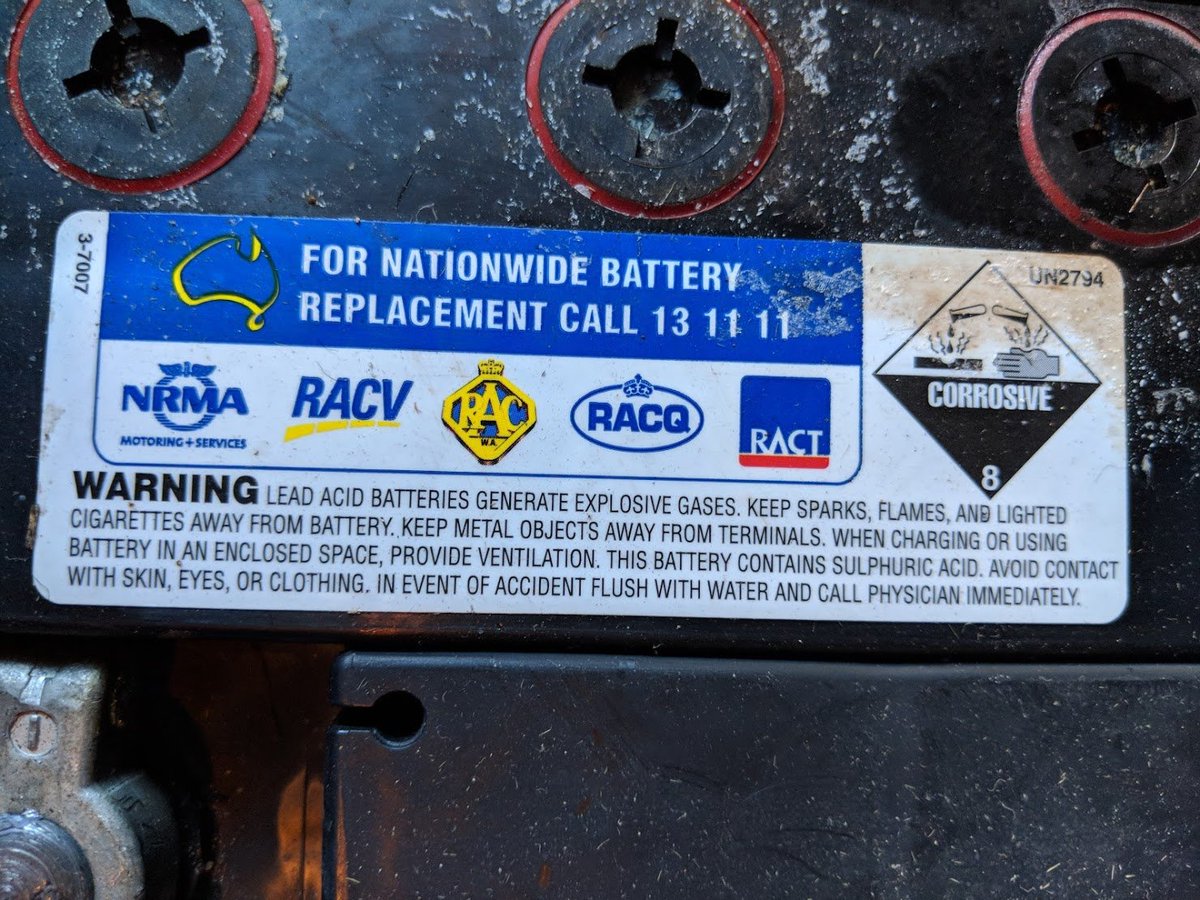 3-7007
FOR NATIONWIDE BATTERY
REPLACEMENT CALL 13 11 11
UN2794
NRMA
MOTORING + SERVICES
RACV
RAC
W.A.
RACQ
RACT
CORROSIVE
8
WARNING LEAD ACID BATTERIES GENERATE EXPLOSIVE GASES. KEEP SPARKS, FLAMES, AND LIGHTED
CIGARETTES AWAY FROM BATTERY. KEEP METAL OBJECTS AWAY FROM TERMINALS. WHEN CHARGING OR USING
BATTERY IN AN ENCLOSED SPACE, PROVIDE VENTILATION. THIS BATTERY CONTAINS SULPHURIC ACID. AVOID CONTACT
WITH SKIN, EYES, OR CLOTHING. IN EVENT OF ACCIDENT FLUSH WITH WATER AND CALL PHYSICIAN IMMEDIATELY.